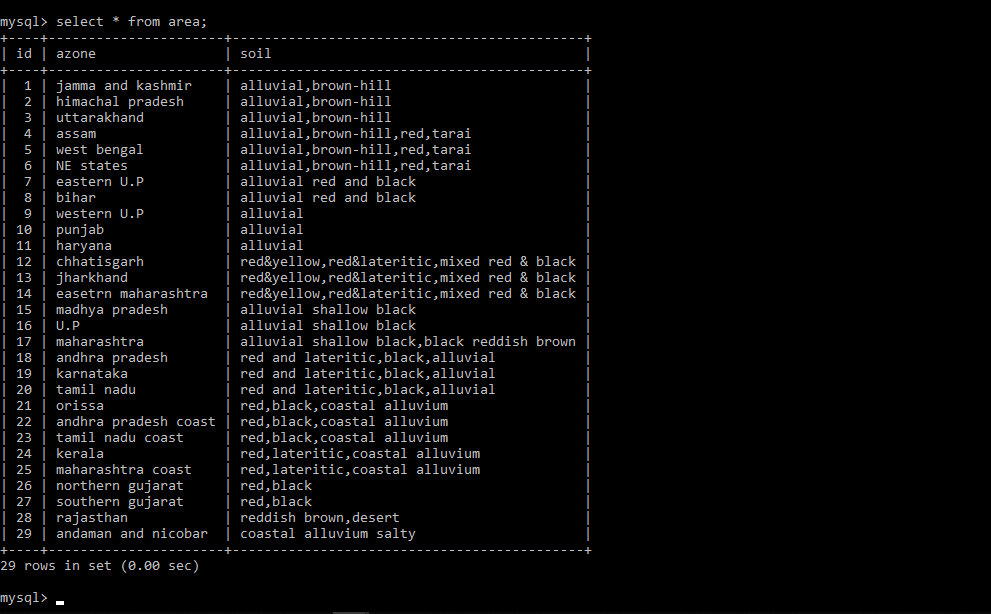 mysql> select * from area;
+----+----------------------+--------------------------------------------+
| id | azone                | soil                                       |
+----+----------------------+--------------------------------------------+
|  1 | jamma and kashmir    | alluvial,brown-hill                        |
|  2 | himachal pradesh     | alluvial,brown-hill                        |
|  3 | uttarakhand          | alluvial,brown-hill                        |
|  4 | assam                | alluvial,brown-hill,red,tarai              |
|  5 | west bengal          | alluvial,brown-hill,red,tarai              |
|  6 | NE states            | alluvial,brown-hill,red,tarai              |
|  7 | eastern U.P          | alluvial red and black                     |
|  8 | bihar                | alluvial red and black                     |
|  9 | western U.P          | alluvial                                   |
| 10 | punjab               | alluvial                                   |
| 11 | haryana              | alluvial                                   |
| 12 | chhatisgarh          | red&yellow,red&lateritic,mixed red & black |
| 13 | jharkhand            | red&yellow,red&lateritic,mixed red & black |
| 14 | easetrn maharashtra  | red&yellow,red&lateritic,mixed red & black |
| 15 | madhya pradesh       | alluvial shallow black                     |
| 16 | U.P                  | alluvial shallow black                     |
| 17 | maharashtra          | alluvial shallow black,black reddish brown |
| 18 | andhra pradesh       | red and lateritic,black,alluvial           |
| 19 | karnataka            | red and lateritic,black,alluvial           |
| 20 | tamil nadu           | red and lateritic,black,alluvial           |
| 21 | orissa               | red,black,coastal alluvium                 |
| 22 | andhra pradesh coast | red,black,coastal alluvium                 |
| 23 | tamil nadu coast     | red,black,coastal alluvium                 |
| 24 | kerala               | red,lateritic,coastal alluvium             |
| 25 | maharashtra coast    | red,lateritic,coastal alluvium             |
| 26 | northern gujarat     | red,black                                  |
| 27 | southern gujarat     | red,black                                  |
| 28 | rajasthan            | reddish brown,desert                       |
| 29 | andaman and nicobar  | coastal alluvium salty                     |
+----+----------------------+--------------------------------------------+
29 rows in set (0.00 sec)
mysql>